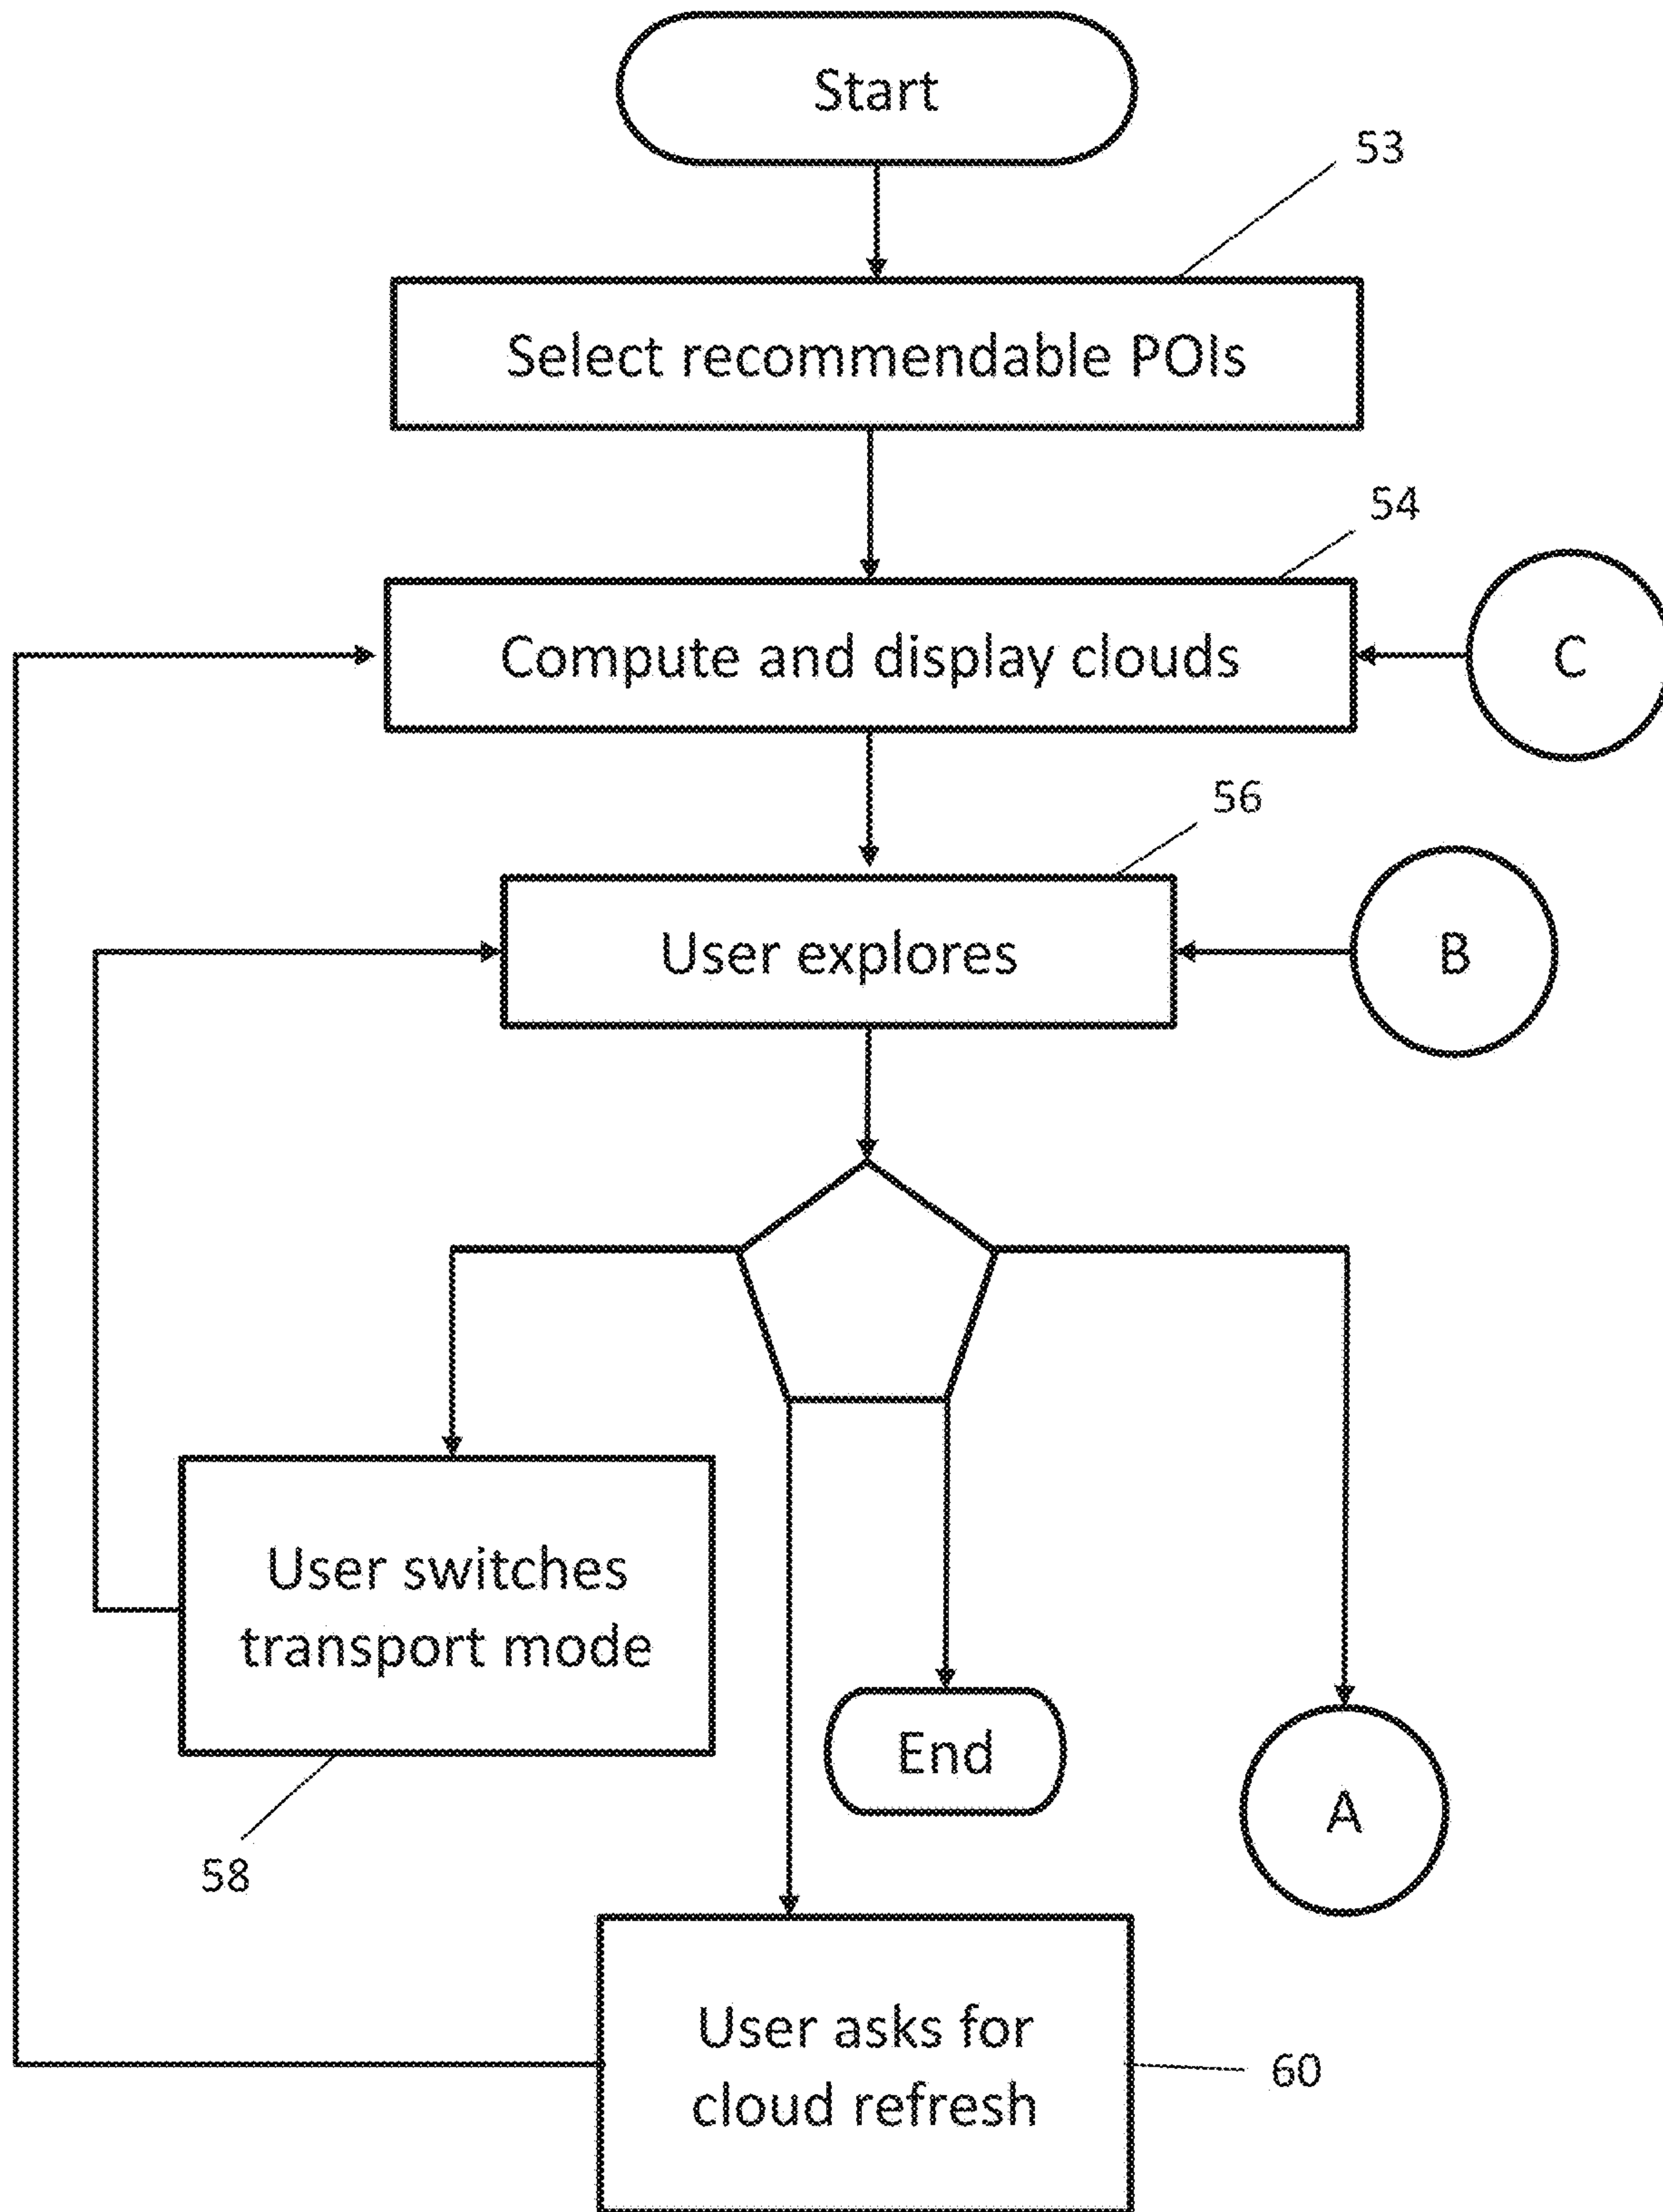 Start
53
Select recommendable POIs
54
Compute and display clouds
C
56
User explores
B
User switches
transport mode
End
A
58
User asks for
cloud refresh
60